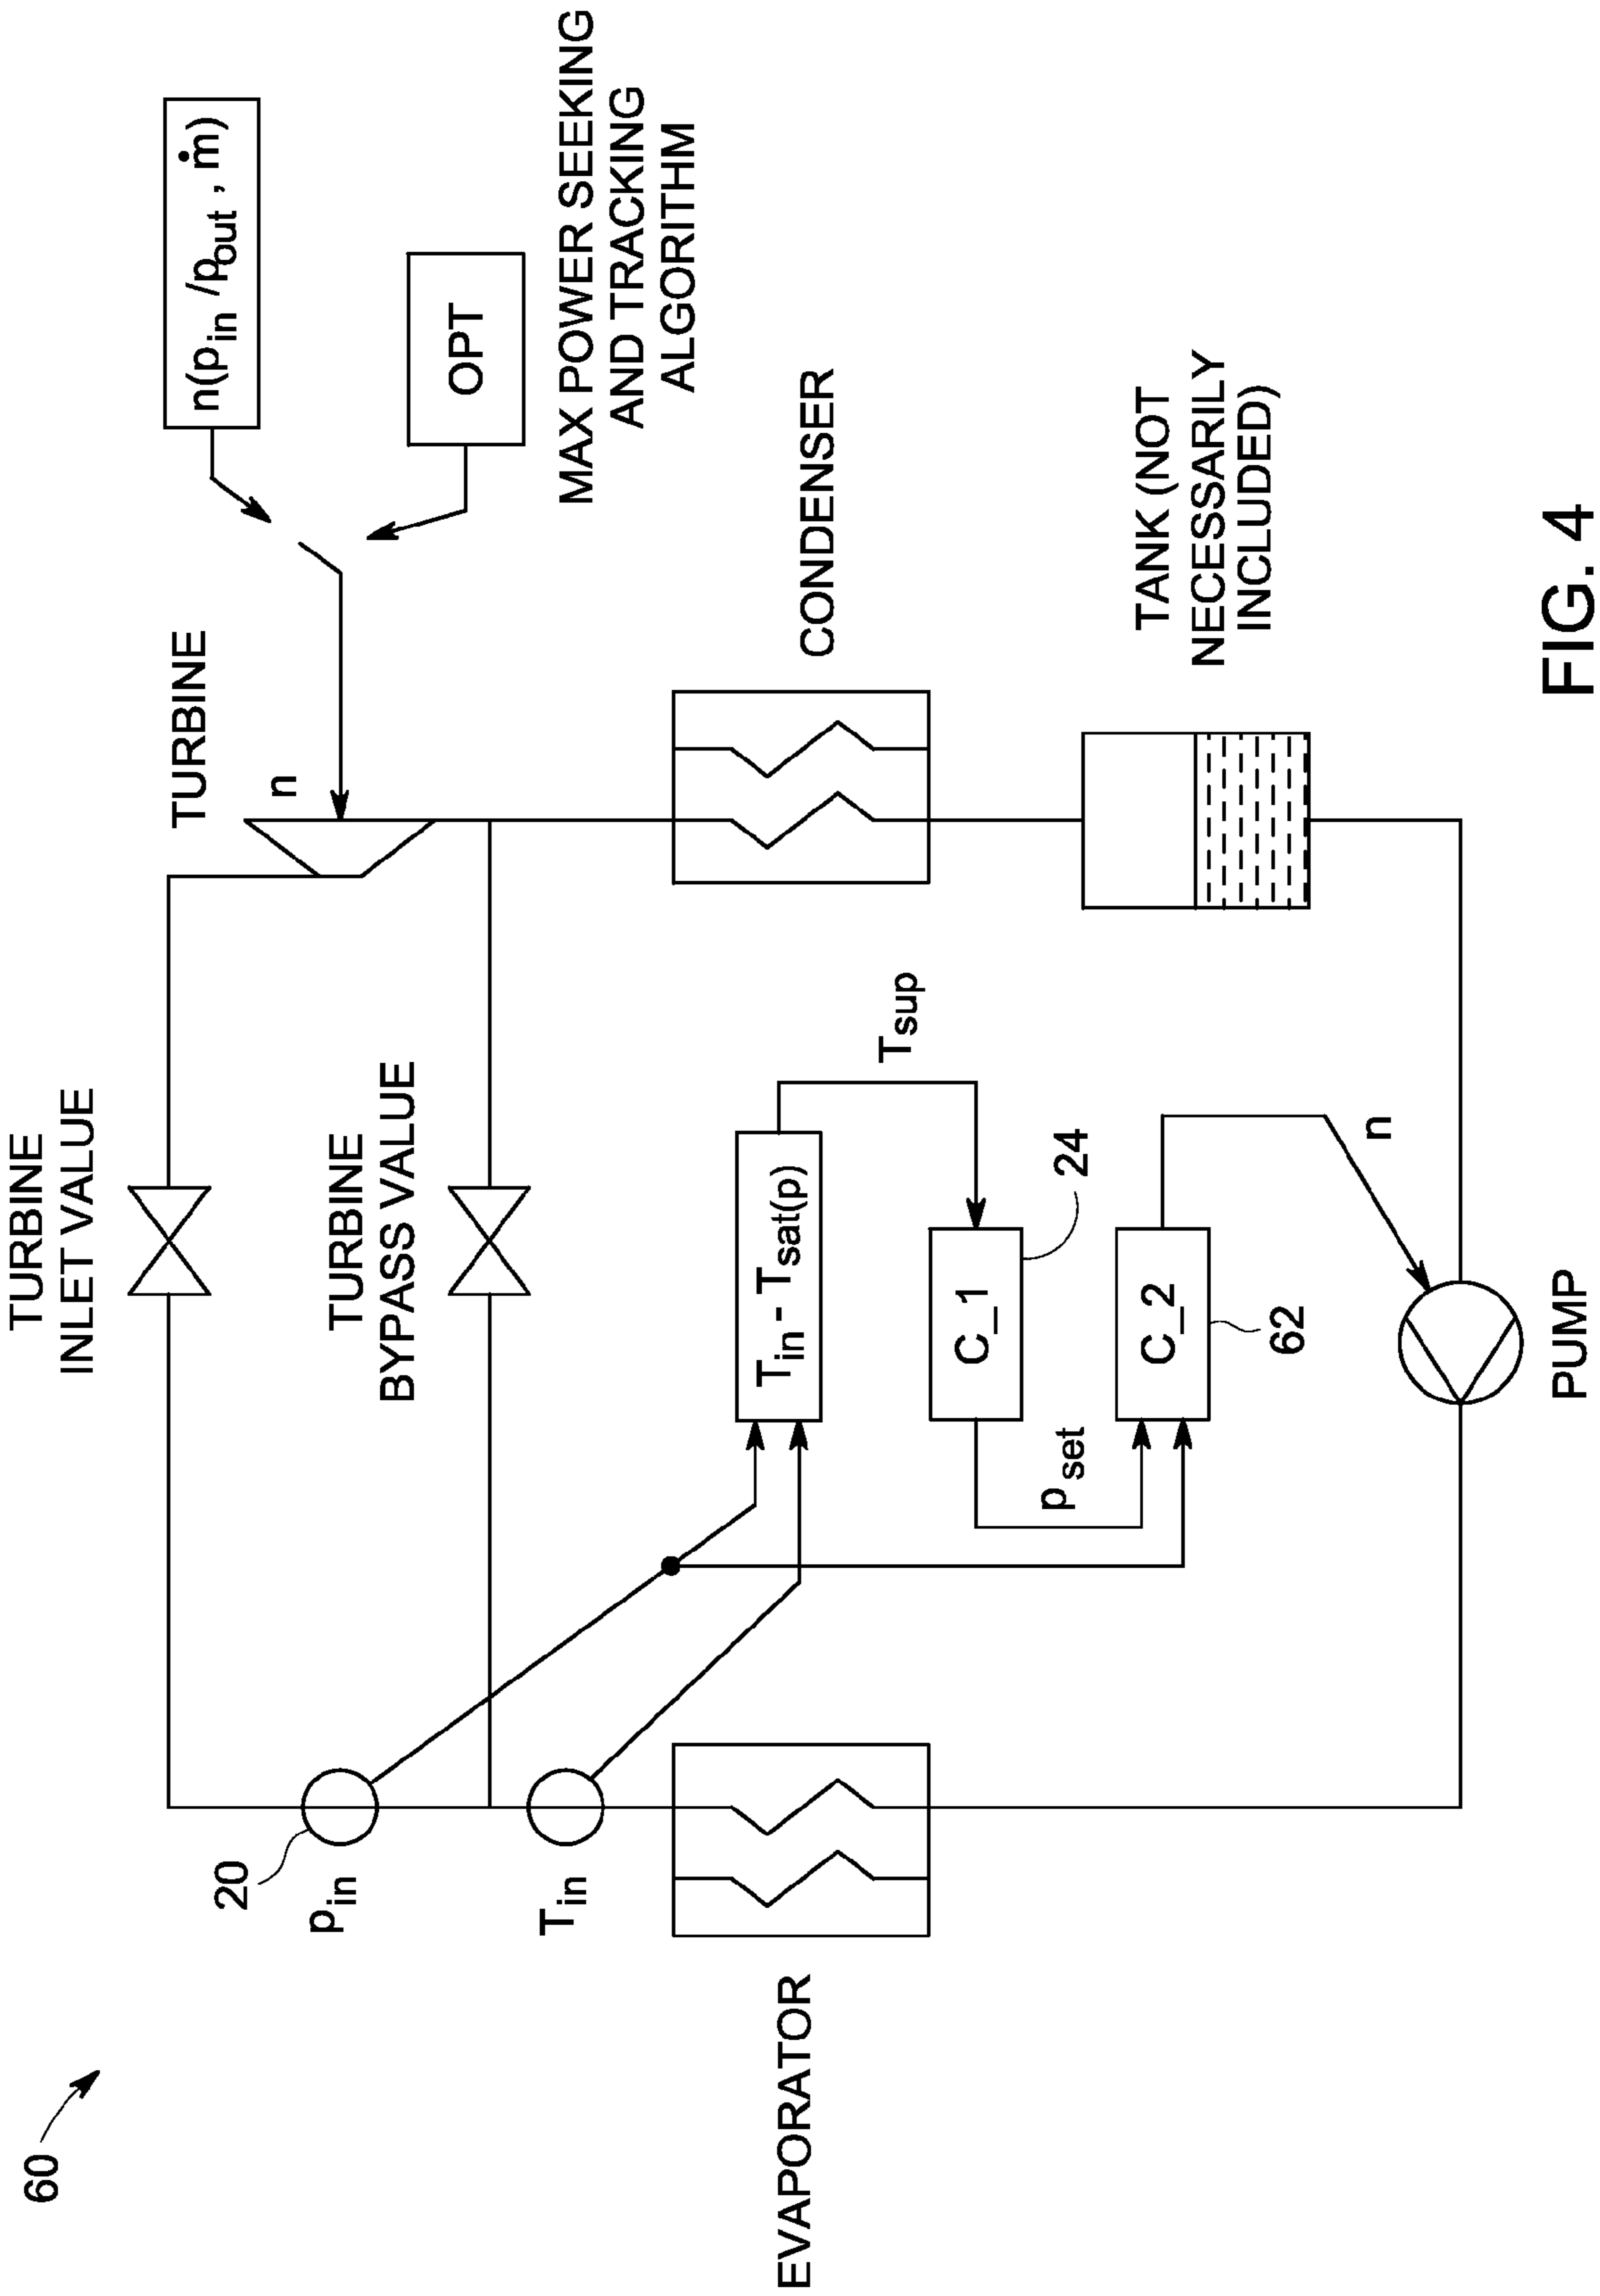 60
TURBINE
INLET VALUE
TURBINE
BYPASS VALUE
TURBINE
n
n(p_in /p_out , ṁ)
OPT
MAX POWER SEEKING
AND TRACKING
ALGORITHM
20
p_in
T_in
EVAPORATOR
T_in - T_sat(p)
T_sup
CONDENSER
C_1
24
p_set
C_2
62
n
TANK (NOT
NECESSARILY
INCLUDED)
PUMP
FIG. 4